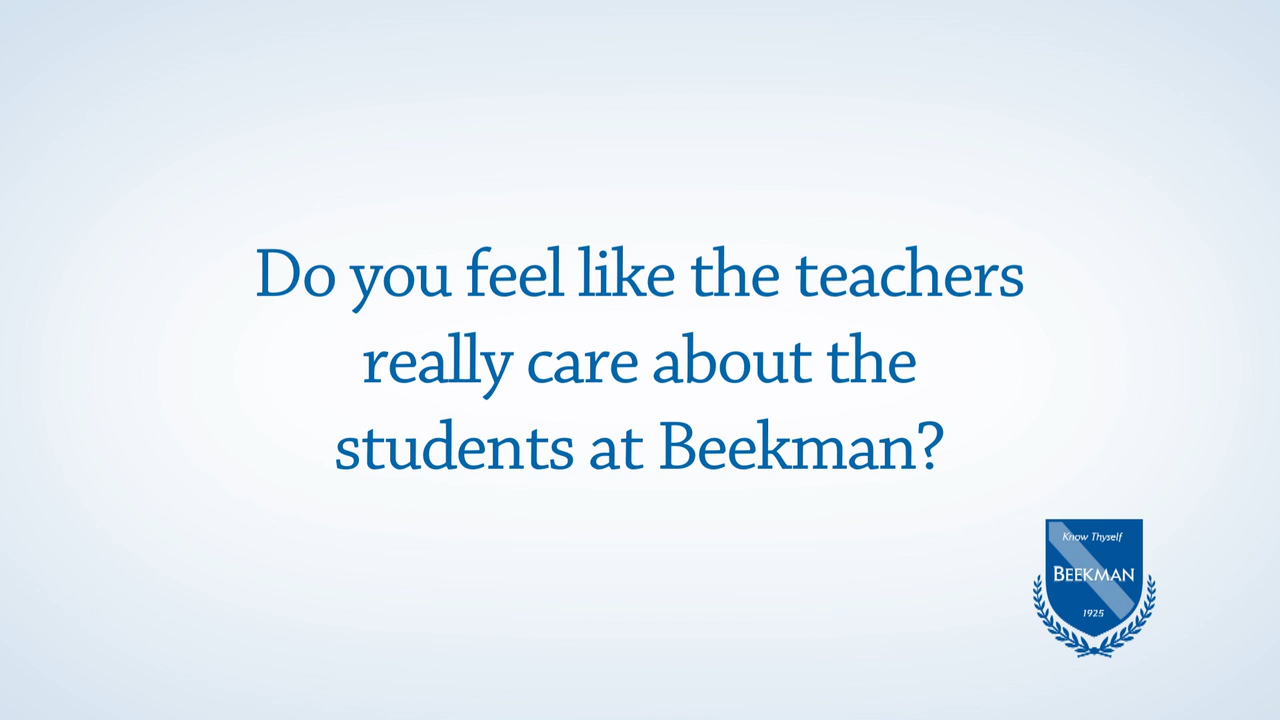 Do you feel like the teachers
really care about the
students at Beekman?
Know Thyself
BEEKMAN
1925